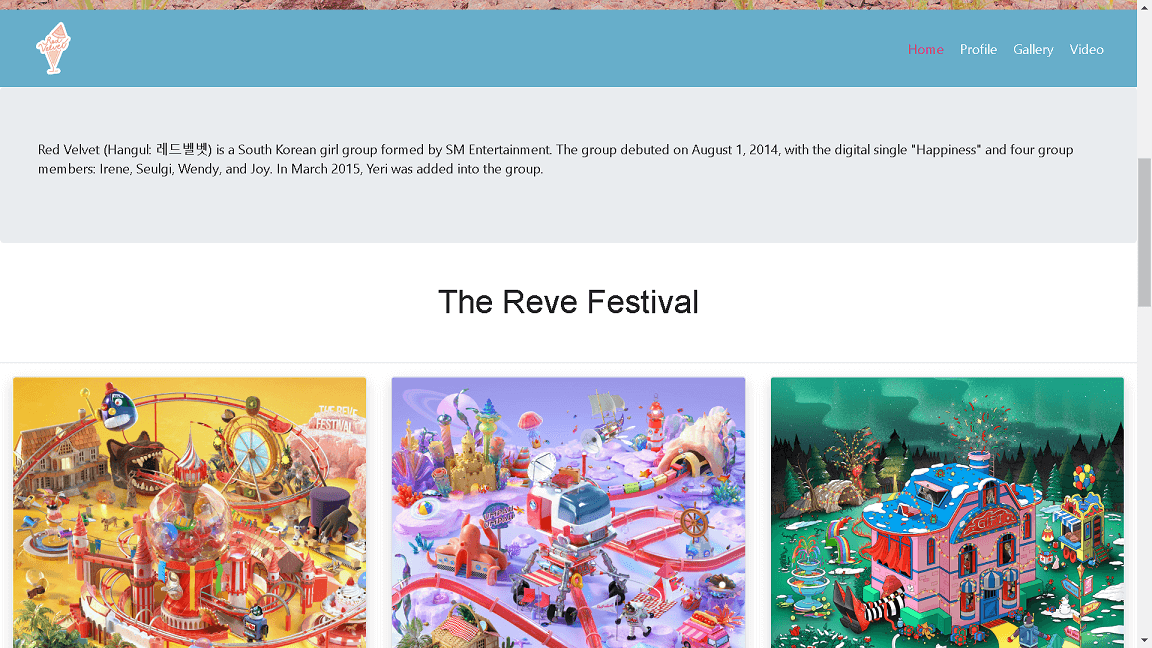 Red
Velvet
Home Profile Gallery Video
Red Velvet (Hangul: 레드벨벳) is a South Korean girl group formed by SM Entertainment. The group debuted on August 1, 2014, with the digital single "Happiness" and four group
members: Irene, Seulgi, Wendy, and Joy. In March 2015, Yeri was added into the group.
The Reve Festival
THE REVE
FESTIVAL
GIFT